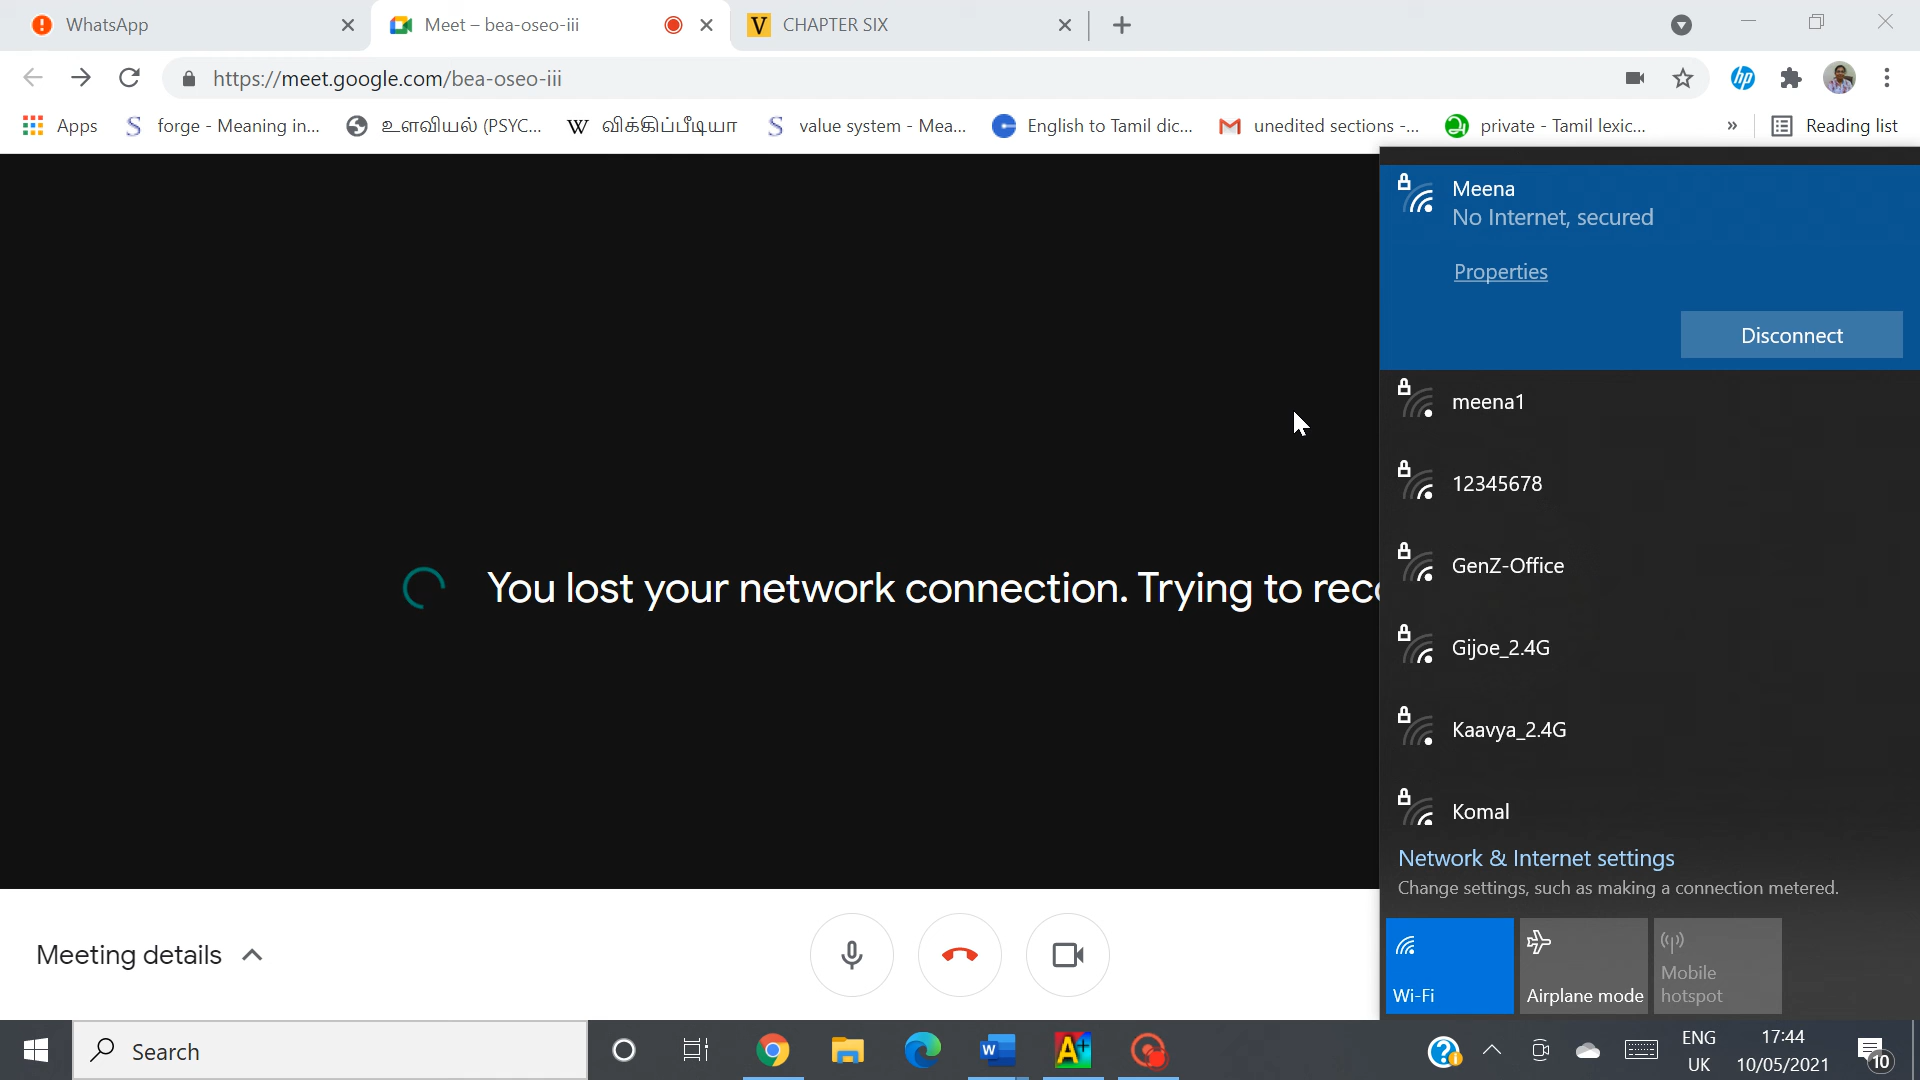 WhatsApp
Meet – bea-oseo-iii
V CHAPTER SIX
https://meet.google.com/bea-oseo-iii
hp
Apps
S forge - Meaning in...
உளவியல் (PSYC...
W விக்கிப்பீடியா
S value system - Mea...
English to Tamil dic...
unedited sections -...
private - Tamil lexic...
»
Reading list
Meena
No Internet, secured
Properties
Disconnect
meena1
12345678
GenZ-Office
Gijoe_2.4G
Kaavya_2.4G
Komal
You lost your network connection. Trying to reco
Network & Internet settings
Change settings, such as making a connection metered.
Wi-Fi
Airplane mode
Mobile
hotspot
Meeting details
Search
W
A+
ENG
UK
17:44
10/05/2021
10